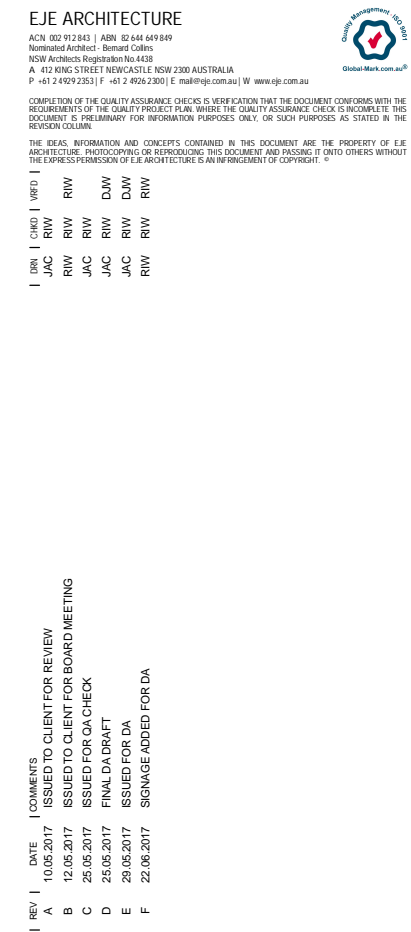 EJE ARCHITECTURE
ACN 002 912 843 | ABN 82 644 649 849
Nominated Architect - Bernard Collins
NSW Architects Registration No.4438
A 412 KING STREET NEWCASTLE NSW 2300 AUSTRALIA
P +61 2 4929 2353 | F +61 2 4926 2300 | E mail@eje.com.au | W www.eje.com.au
Quality Management - ISO 9001
Global-Mark.com.au®
COMPLETION OF THE QUALITY ASSURANCE CHECKS IS VERIFICATION THAT THE DOCUMENT CONFORMS WITH THE
REQUIREMENTS OF THE QUALITY PROJECT PLAN. WHERE THE QUALITY ASSURANCE CHECK IS INCOMPLETE THIS
DOCUMENT IS PRELIMINARY FOR INFORMATION PURPOSES ONLY, OR SUCH PURPOSES AS STATED IN THE
REVISION COLUMN.
THE IDEAS, INFORMATION AND CONCEPTS CONTAINED IN THIS DOCUMENT ARE THE PROPERTY OF EJE
ARCHITECTURE. PHOTOCOPYING OR REPRODUCING THIS DOCUMENT AND PASSING IT ONTO OTHERS WITHOUT
THE EXPRESS PERMISSION OF EJE ARCHITECTURE IS AN INFRINGEMENT OF COPYRIGHT. ©
| REV | DATE | COMMENTS | DRN | CHKD | VRFD |
A 10.05.2017 ISSUED TO CLIENT FOR REVIEW JAC RIW
B 12.05.2017 ISSUED TO CLIENT FOR BOARD MEETING RIW RIW RIW
C 25.05.2017 ISSUED FOR QA CHECK JAC RIW
D 25.05.2017 FINAL DA DRAFT JAC RIW DJW
E 29.05.2017 ISSUED FOR DA JAC RIW DJW
F 22.06.2017 SIGNAGE ADDED FOR DA RIW RIW RIW